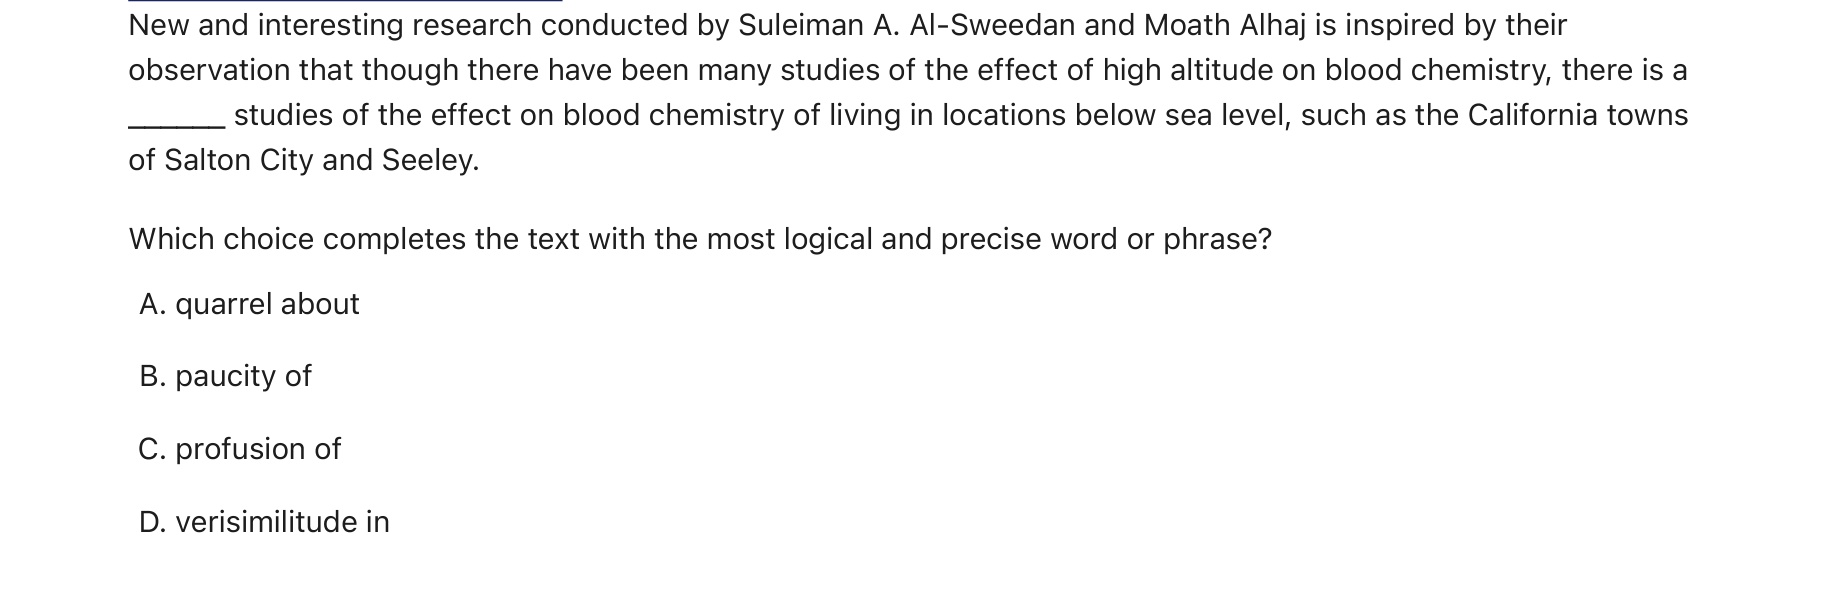 New and interesting research conducted by Suleiman A. Al-Sweedan and Moath Alhaj is inspired by their
observation that though there have been many studies of the effect of high altitude on blood chemistry, there is a
______ studies of the effect on blood chemistry of living in locations below sea level, such as the California towns
of Salton City and Seeley.
Which choice completes the text with the most logical and precise word or phrase?
A. quarrel about
B. paucity of
C. profusion of
D. verisimilitude in